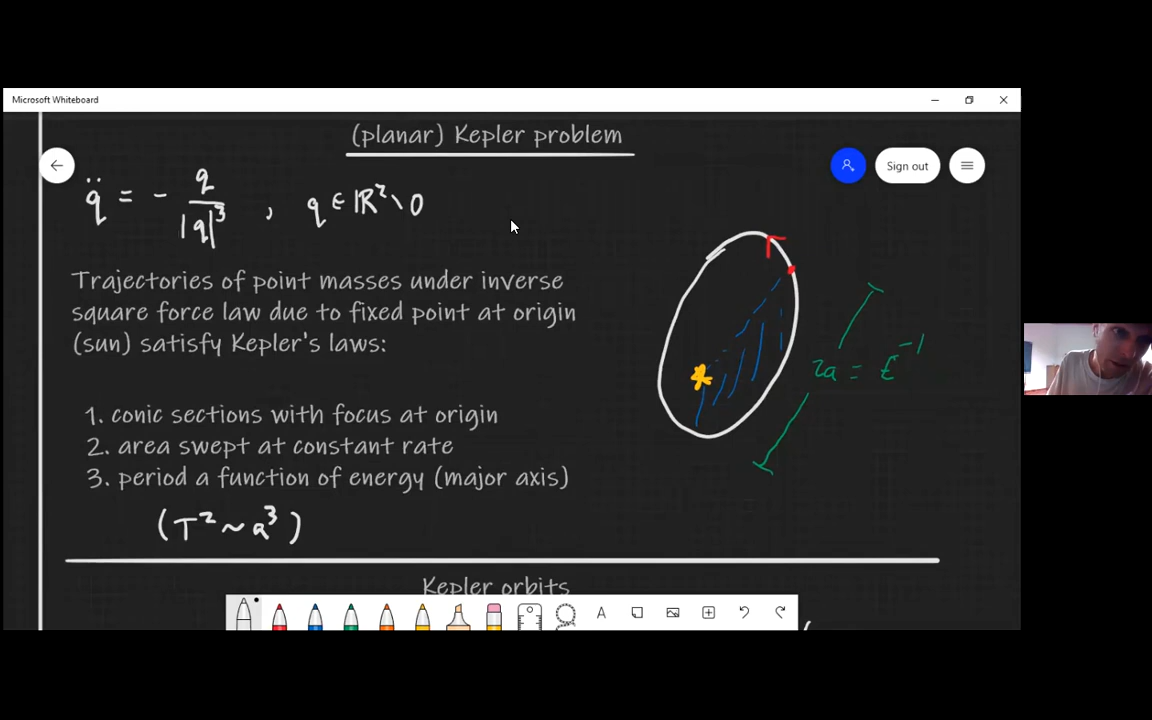 Microsoft Whiteboard
(planar) Kepler problem
Sign out
q̈ = - q/|q|³ , q ∈ ℝ² \ 0
Trajectories of point masses under inverse
square force law due to fixed point at origin
(sun) satisfy Kepler's laws:
2a = E⁻¹
1. conic sections with focus at origin
2. area swept at constant rate
3. period a function of energy (major axis)
(T² ~ a³)
Kepler orbits
A